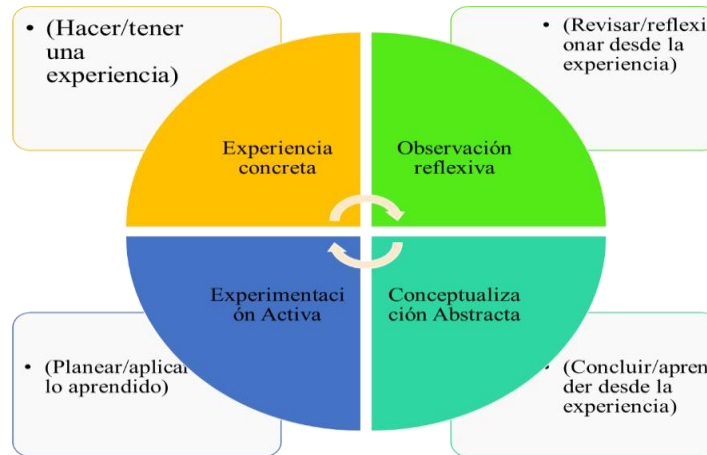 • (Hacer/tener
una
experiencia)
• (Revisar/reflexi
onar desde la
experiencia)
Experiencia
concreta
Observación
reflexiva
Experimentaci
ón Activa
Conceptualiza
ción Abstracta
• (Planear/aplicar
lo aprendido)
• (Concluir/apren
der desde la
experiencia)